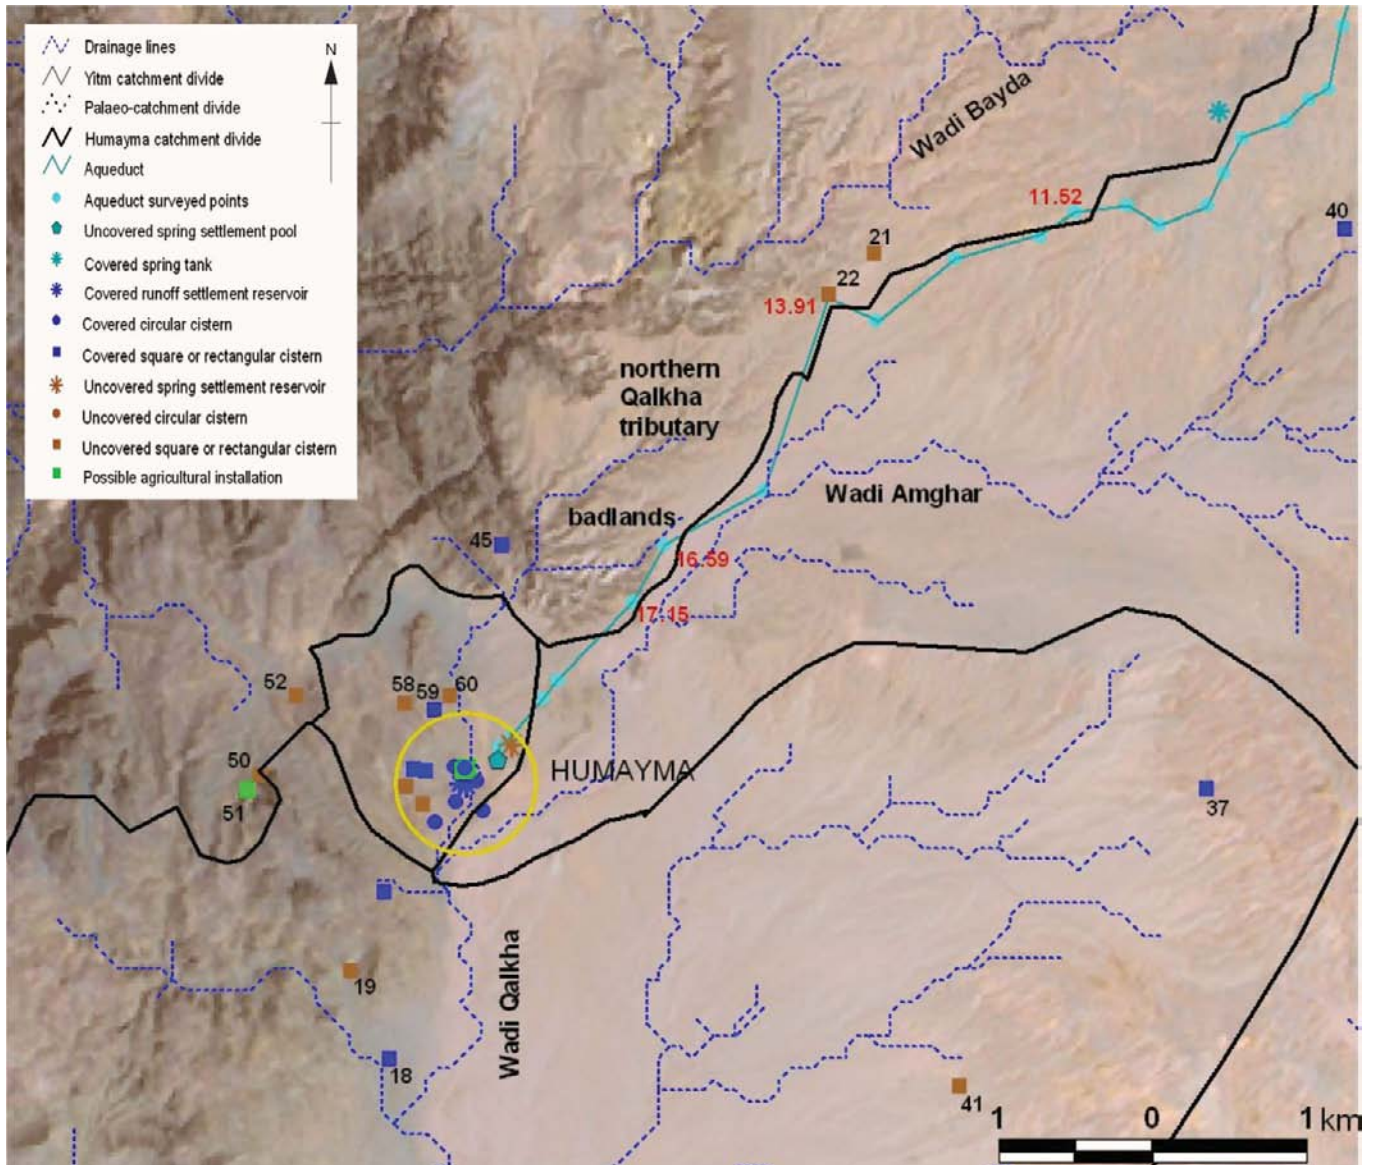 N
Drainage lines
Yitm catchment divide
Palaeo-catchment divide
Humayma catchment divide
Aqueduct
Aqueduct surveyed points
Uncovered spring settlement pool
Covered spring tank
Covered runoff settlement reservoir
Covered circular cistern
Covered square or rectangular cistern
Uncovered spring settlement reservoir
Uncovered circular cistern
Uncovered square or rectangular cistern
Possible agricultural installation
Wadi Bayda
11.52
40
21
22
13.91
northern
Qalkha
tributary
Wadi Amghar
badlands
45
16.59
17.15
52
58
59
60
50
51
HUMAYMA
37
Wadi Qalkha
19
18
41
1 0 1 km